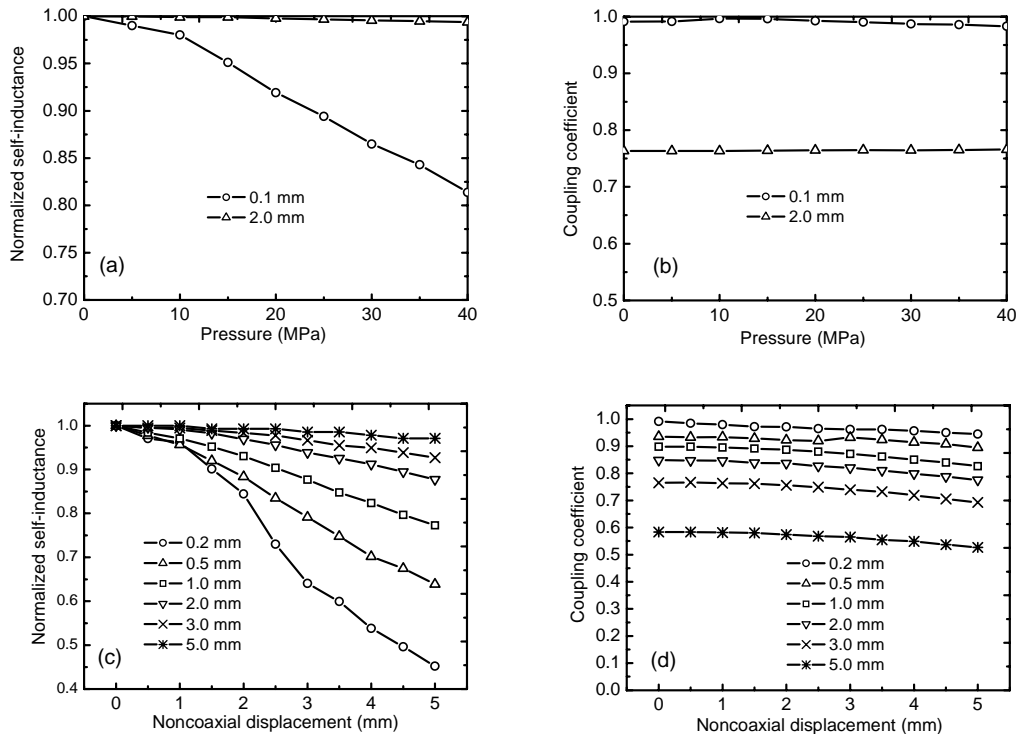 1.00
0.95
0.90
0.85
0.80
0.75
0.70
Normalized self-inductance
0.1 mm
2.0 mm
(a)
0 10 20 30 40
Pressure (MPa)
1.0
0.9
0.8
0.7
0.6
0.5
Coupling coefficient
0.1 mm
2.0 mm
(b)
0 10 20 30 40
Pressure (MPa)
1.0
0.9
0.8
0.7
0.6
0.5
0.4
Normalized self-inductance
0.2 mm
0.5 mm
1.0 mm
2.0 mm
3.0 mm
5.0 mm
(c)
0 1 2 3 4 5
Noncoaxial displacement (mm)
1.0
0.9
0.8
0.7
0.6
0.5
0.4
0.3
0.2
0.1
0.0
Coupling coefficient
0.2 mm
0.5 mm
1.0 mm
2.0 mm
3.0 mm
5.0 mm
(d)
0 1 2 3 4 5
Noncoaxial displacement (mm)